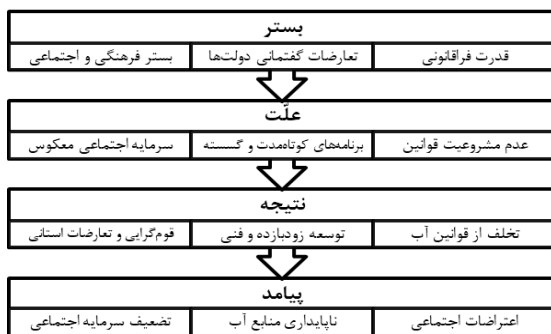 بستر
قدرت فراقانونی تعارضات گفتمانی دولت‌ها بستر فرهنگی و اجتماعی
علّت
عدم مشروعیت قوانین برنامه‌های کوتاه‌مدت و گسسته سرمایه اجتماعی معکوس
نتیجه
تخلف از قوانین آب توسعه زودبازده و فنی قوم‌گرایی و تعارضات استانی
پیامد
اعتراضات اجتماعی ناپایداری منابع آب تضعیف سرمایه اجتماعی